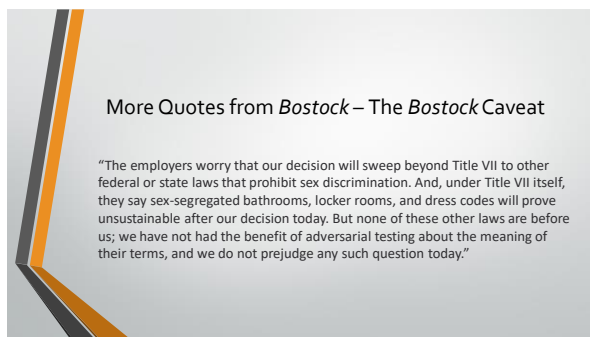 More Quotes from Bostock – The Bostock Caveat
“The employers worry that our decision will sweep beyond Title VII to other
federal or state laws that prohibit sex discrimination. And, under Title VII itself,
they say sex-segregated bathrooms, locker rooms, and dress codes will prove
unsustainable after our decision today. But none of these other laws are before
us; we have not had the benefit of adversarial testing about the meaning of
their terms, and we do not prejudge any such question today.”